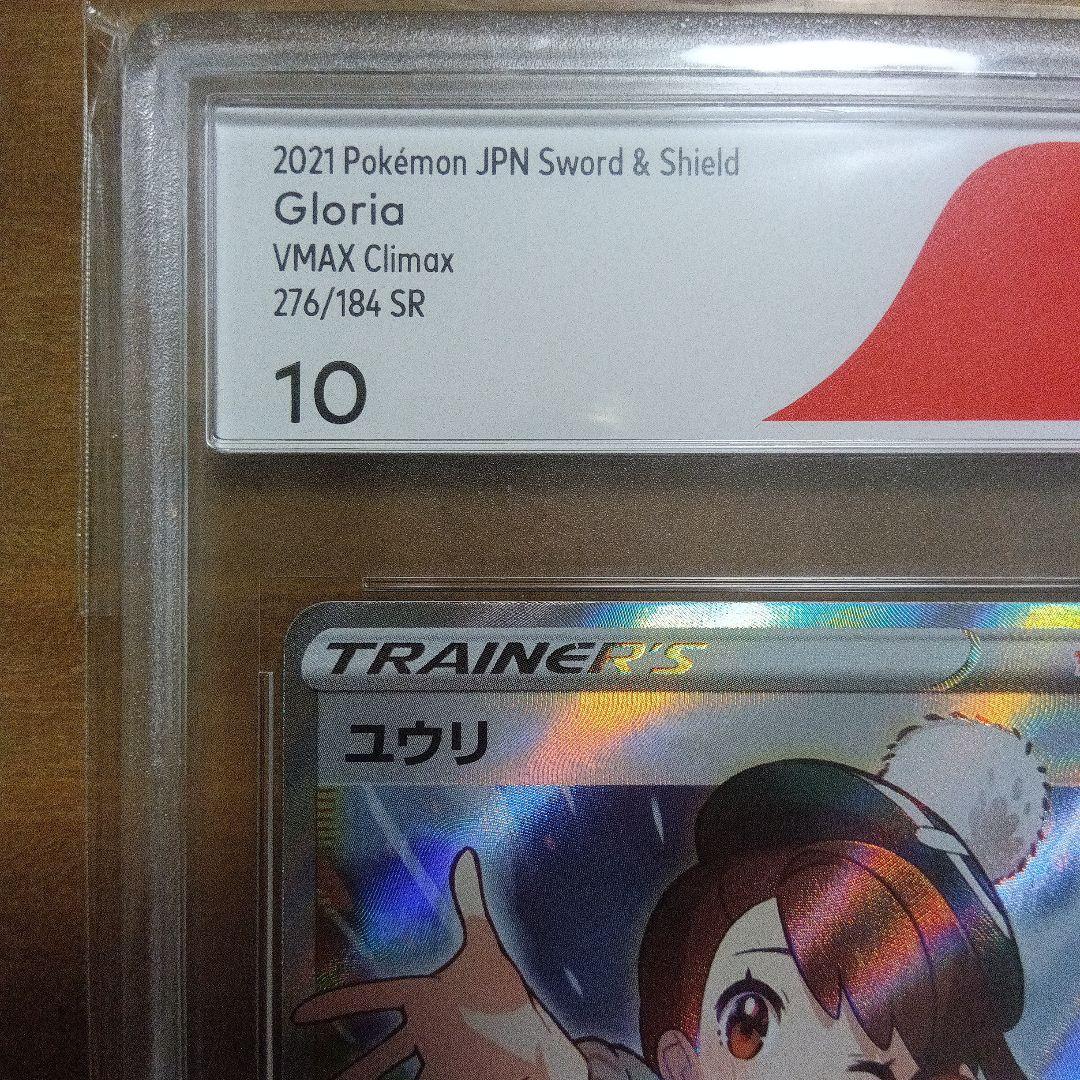 2021 Pokémon JPN Sword & Shield
Gloria
VMAX Climax
276/184 SR
10
TRAINER'S
ユウリ